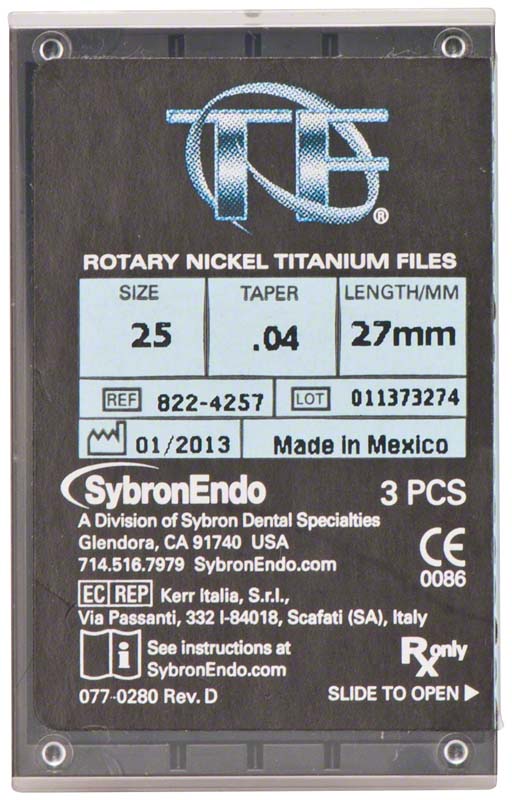 TF®
ROTARY NICKEL TITANIUM FILES
SIZE TAPER LENGTH/MM
25 .04 27mm
REF 822-4257 LOT 011373274
01/2013 Made in Mexico
SybronEndo 3 PCS
A Division of Sybron Dental Specialties
Glendora, CA 91740 USA
714.516.7979 SybronEndo.com
CE
0086
EC REP Kerr Italia, S.r.l.,
Via Passanti, 332 I-84018, Scafati (SA), Italy
i See instructions at
SybronEndo.com
Rx only
077-0280 Rev. D SLIDE TO OPEN ▶